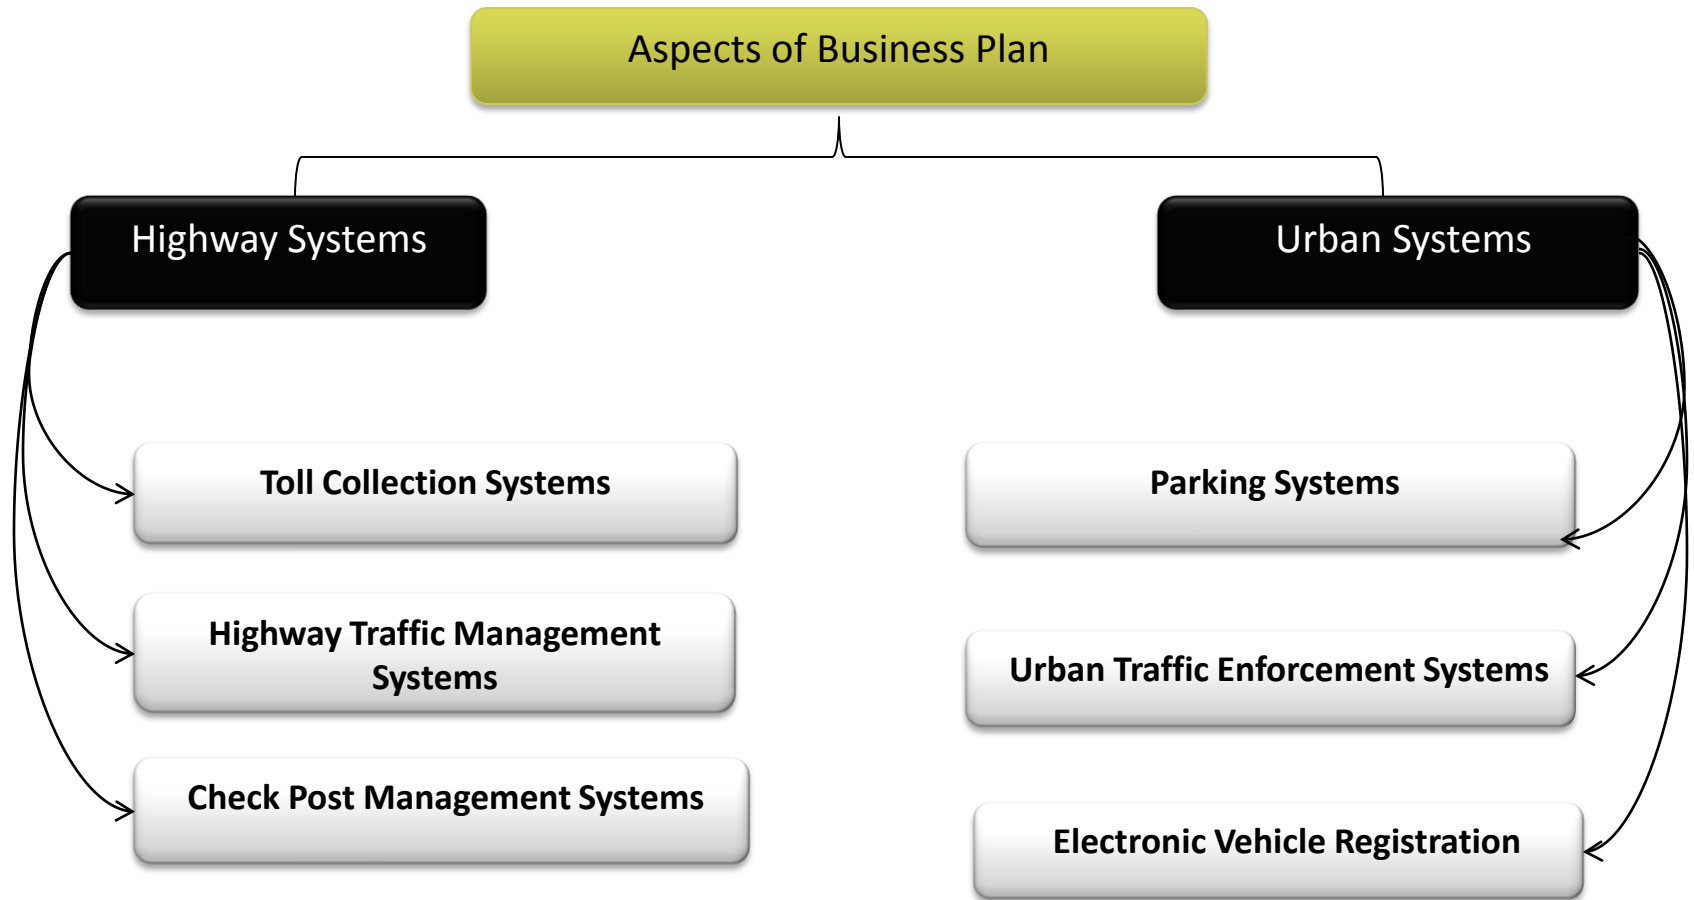 Aspects of Business Plan
Highway Systems
Urban Systems
Toll Collection Systems
Parking Systems
Highway Traffic Management
Systems
Urban Traffic Enforcement Systems
Check Post Management Systems
Electronic Vehicle Registration